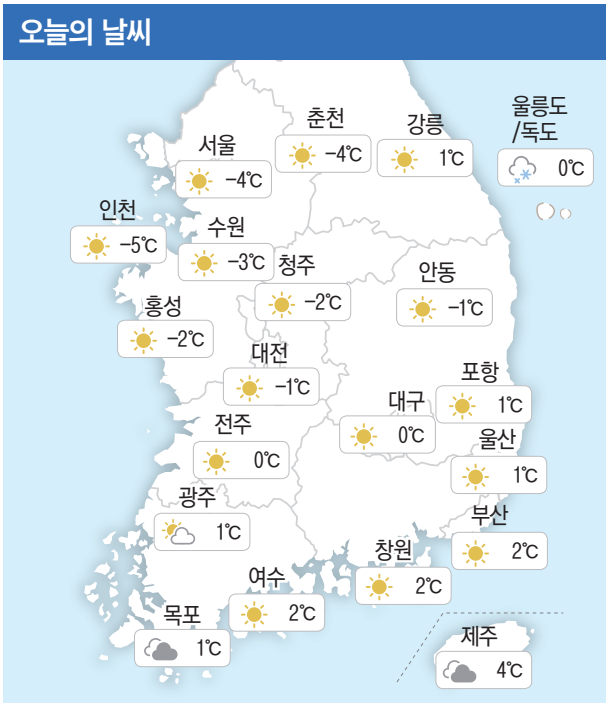 오늘의 날씨
울릉도
/독도
0℃
춘천
-4℃
강릉
1℃
서울
-4℃
인천
-5℃
수원
-3℃
청주
-2℃
안동
-1℃
홍성
-2℃
대전
-1℃
포항
1℃
대구
0℃
전주
0℃
울산
1℃
광주
1℃
부산
2℃
창원
2℃
여수
2℃
목포
1℃
제주
4℃